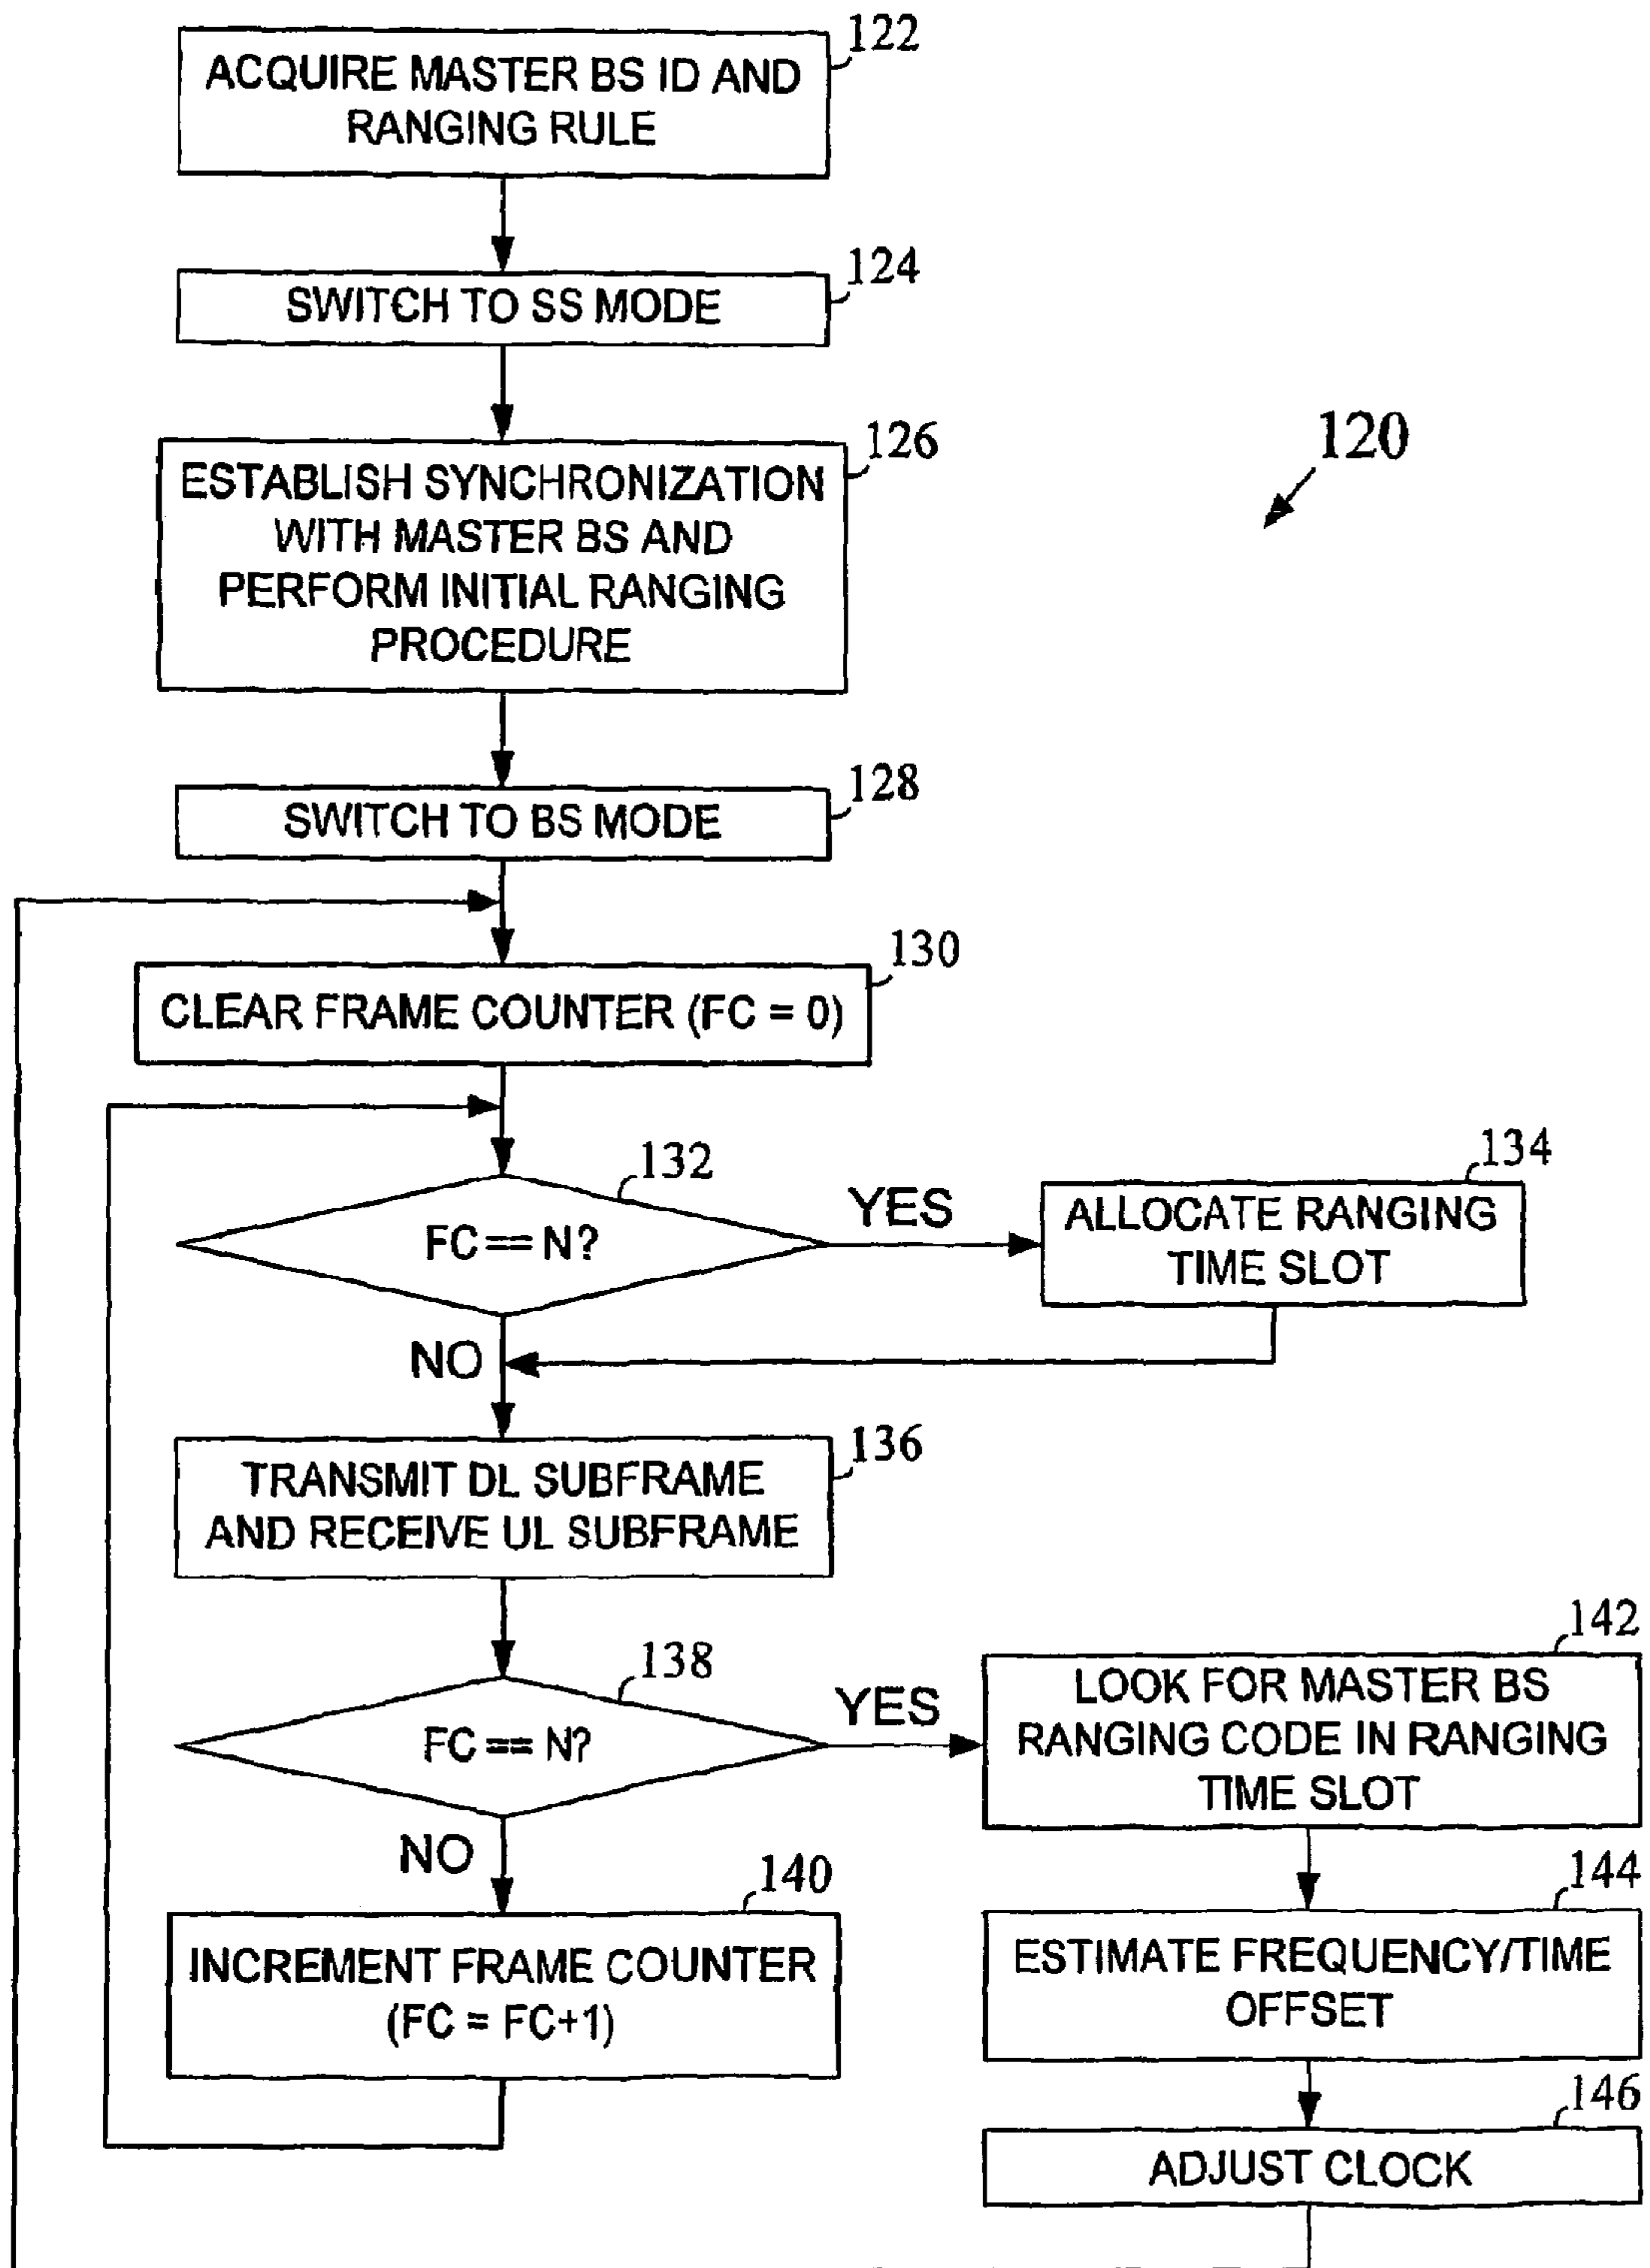 122
ACQUIRE MASTER BS ID AND
RANGING RULE
124
SWITCH TO SS MODE
126
ESTABLISH SYNCHRONIZATION
WITH MASTER BS AND
PERFORM INITIAL RANGING
PROCEDURE
120
128
SWITCH TO BS MODE
130
CLEAR FRAME COUNTER (FC = 0)
132
FC == N?
YES
134
ALLOCATE RANGING
TIME SLOT
NO
136
TRANSMIT DL SUBFRAME
AND RECEIVE UL SUBFRAME
138
FC == N?
YES
142
LOOK FOR MASTER BS
RANGING CODE IN RANGING
TIME SLOT
NO
140
INCREMENT FRAME COUNTER
(FC = FC+1)
144
ESTIMATE FREQUENCY/TIME
OFFSET
146
ADJUST CLOCK